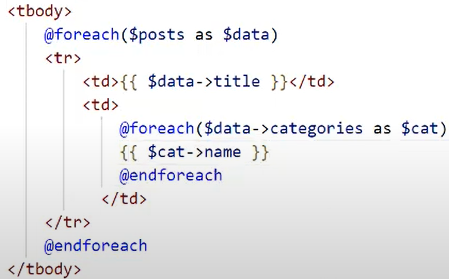 <tbody>
@foreach($posts as $data)
<tr>
<td>{{ $data->title }}</td>
<td>
@foreach($data->categories as $cat)
{{ $cat->name }}
@endforeach
</td>
</tr>
@endforeach
</tbody>